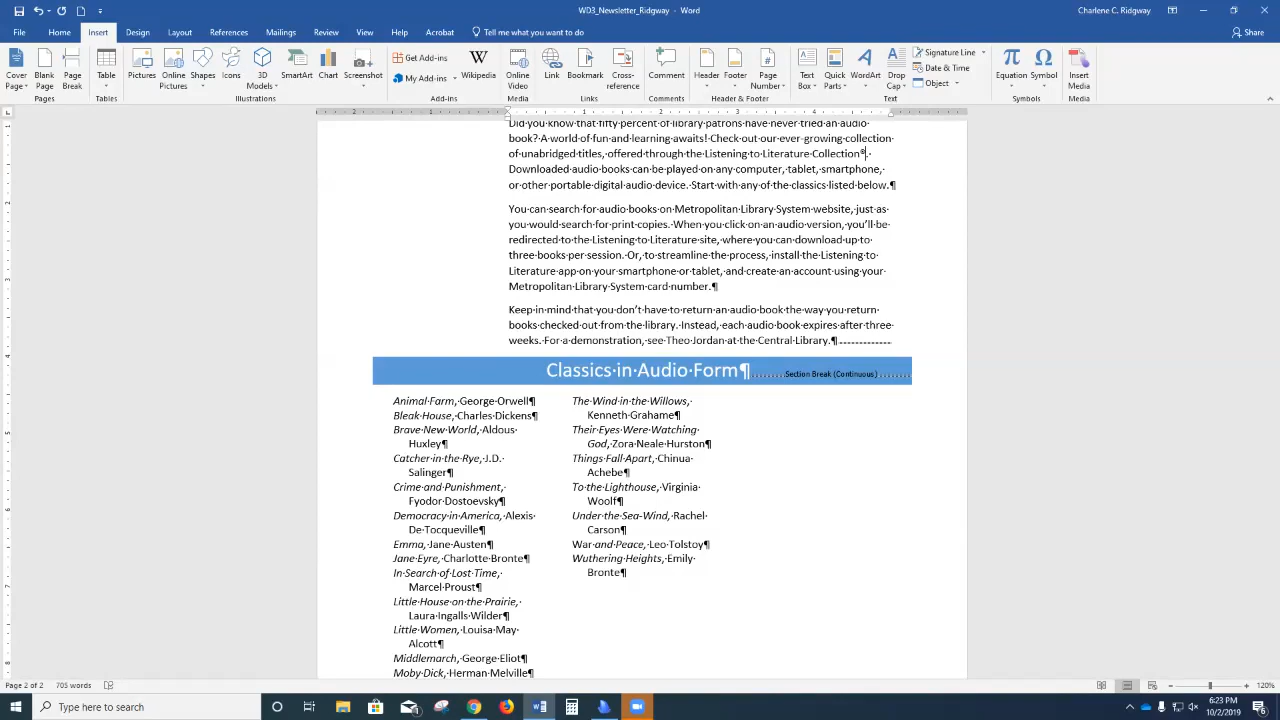 WD3_Newsletter_Ridgway - Word
Charlene C. Ridgway
File Home Insert Design Layout References Mailings Review View Help Acrobat Tell me what you want to do
Share
Cover Page Blank Page Page Break Table Pictures Online Pictures Shapes Icons 3D Models SmartArt Chart Screenshot Get Add-ins My Add-ins Wikipedia Online Video Link Bookmark Cross-reference Comment Header Footer Page Number Text Box Quick Parts WordArt Drop Cap Signature Line Date & Time Object Equation Symbol Insert Media
Pages Tables Illustrations Add-ins Media Links Comments Header & Footer Text Symbols Media
Did·you·know·that·fifty·percent·of·library·patrons·have·never·tried·an·audio·
book?·A·world·of·fun·and·learning·awaits!·Check·out·our·ever-growing·collection·
of·unabridged·titles,·offered·through·the·Listening·to·Literature·Collection®.·
Downloaded·audio·books·can·be·played·on·any·computer,·tablet,·smartphone,·
or·other·portable·digital·audio·device.·Start·with·any·of·the·classics·listed·below.¶
You·can·search·for·audio·books·on·Metropolitan·Library·System·website,·just·as·
you·would·search·for·print·copies.·When·you·click·on·an·audio·version,·you'll·be·
redirected·to·the·Listening·to·Literature·site,·where·you·can·download·up·to·
three·books·per·session.·Or,·to·streamline·the·process,·install·the·Listening·to·
Literature·app·on·your·smartphone·or·tablet,·and·create·an·account·using·your·
Metropolitan·Library·System·card·number.¶
Keep·in·mind·that·you·don't·have·to·return·an·audio·book·the·way·you·return·
books·checked·out·from·the·library.·Instead,·each·audio·book·expires·after·three·
weeks.·For·a·demonstration,·see·Theo·Jordan·at·the·Central·Library.¶
Classics·in·Audio·Form¶ Section Break (Continuous)
Animal·Farm,·George·Orwell¶
Bleak·House,·Charles·Dickens¶
Brave·New·World,·Aldous·
Huxley¶
Catcher·in·the·Rye,·J.D.·
Salinger¶
Crime·and·Punishment,·
Fyodor·Dostoevsky¶
Democracy·in·America,·Alexis·
De·Tocqueville¶
Emma,·Jane·Austen¶
Jane·Eyre,·Charlotte·Bronte¶
In·Search·of·Lost·Time,·
Marcel·Proust¶
Little·House·on·the·Prairie,·
Laura·Ingalls·Wilder¶
Little·Women,·Louisa·May·
Alcott¶
Middlemarch,·George·Eliot¶
Moby·Dick,·Herman·Melville¶
The·Wind·in·the·Willows,·
Kenneth·Grahame¶
Their·Eyes·Were·Watching·
God,·Zora·Neale·Hurston¶
Things·Fall·Apart,·Chinua·
Achebe¶
To·the·Lighthouse,·Virginia·
Woolf¶
Under·the·Sea-Wind,·Rachel·
Carson¶
War·and·Peace,·Leo·Tolstoy¶
Wuthering·Heights,·Emily·
Bronte¶
Page 2 of 2 705 words
120%
Type here to search
6:23 PM
10/2/2019